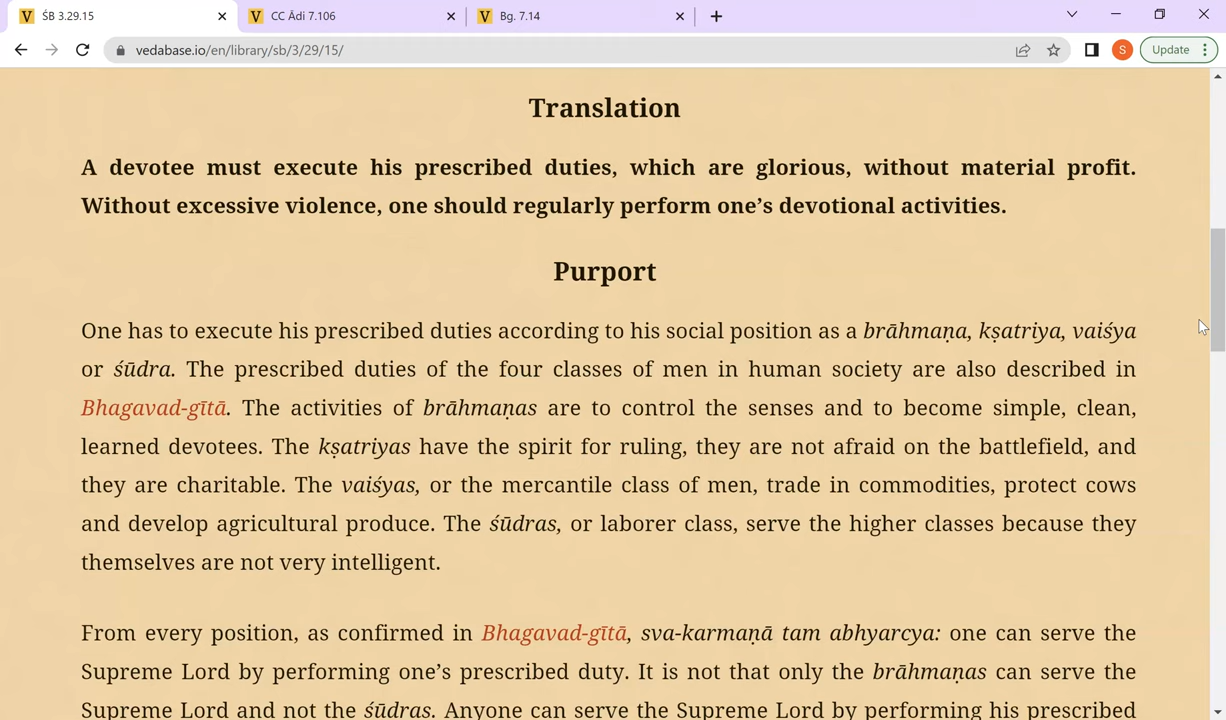 ŚB 3.29.15
CC Ādi 7.106
Bg. 7.14
vedabase.io/en/library/sb/3/29/15/
S
Update
Translation
A devotee must execute his prescribed duties, which are glorious, without material profit.
Without excessive violence, one should regularly perform one’s devotional activities.
Purport
One has to execute his prescribed duties according to his social position as a brāhmaṇa, kṣatriya, vaiśya
or śūdra. The prescribed duties of the four classes of men in human society are also described in
Bhagavad-gītā. The activities of brāhmaṇas are to control the senses and to become simple, clean,
learned devotees. The kṣatriyas have the spirit for ruling, they are not afraid on the battlefield, and
they are charitable. The vaiśyas, or the mercantile class of men, trade in commodities, protect cows
and develop agricultural produce. The śūdras, or laborer class, serve the higher classes because they
themselves are not very intelligent.
From every position, as confirmed in Bhagavad-gītā, sva-karmaṇā tam abhyarcya: one can serve the
Supreme Lord by performing one’s prescribed duty. It is not that only the brāhmaṇas can serve the
Supreme Lord and not the śūdras. Anyone can serve the Supreme Lord by performing his prescribed